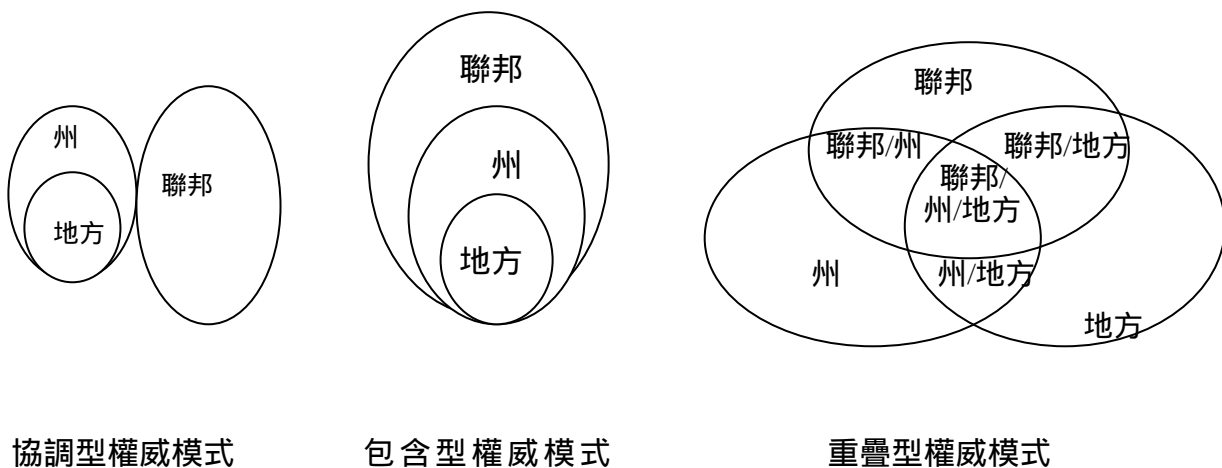 州
地方
聯邦
聯邦
州
地方
聯邦
聯邦/州
聯邦/地方
聯邦/
州/地方
州
州/地方
地方
協調型權威模式
包含型權威模式
重疊型權威模式